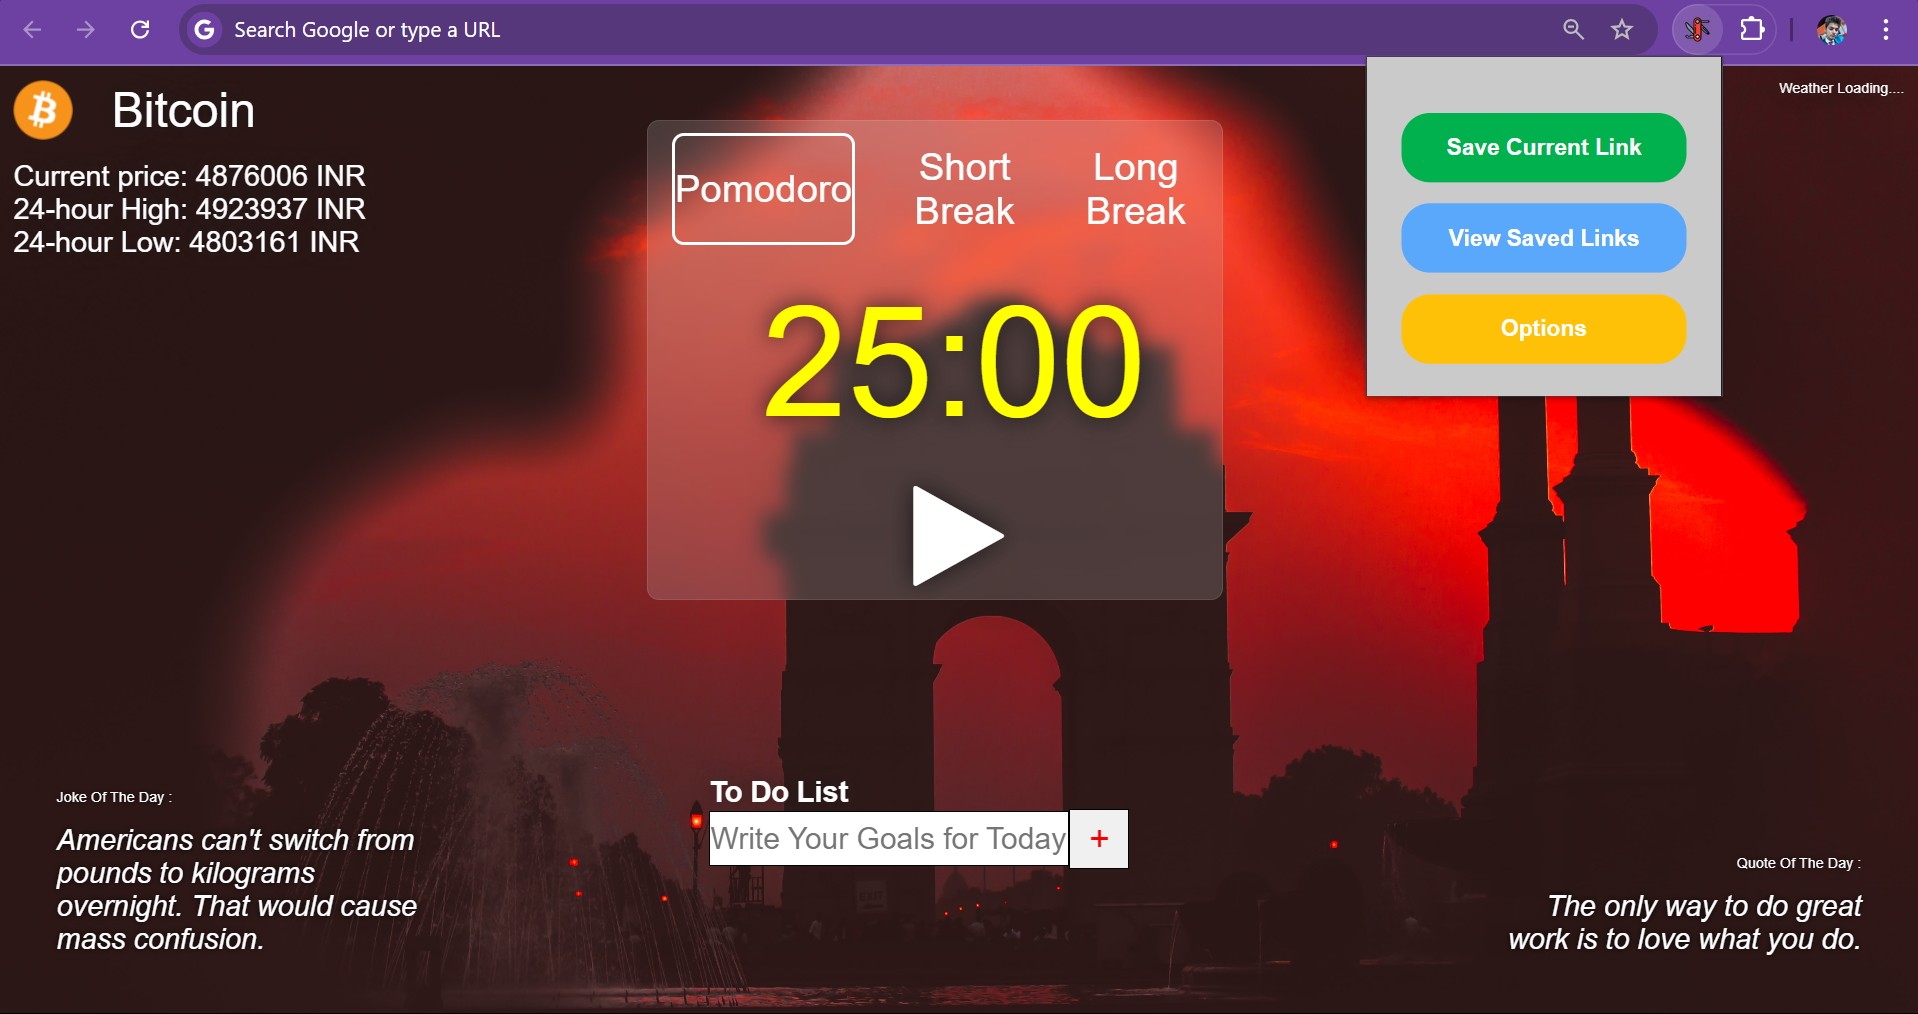 Search Google or type a URL
Bitcoin
Current price: 4876006 INR
24-hour High: 4923937 INR
24-hour Low: 4803161 INR
Pomodoro
Short
Break
Long
Break
25:00
Save Current Link
View Saved Links
Options
Weather Loading....
Joke Of The Day :
Americans can't switch from
pounds to kilograms
overnight. That would cause
mass confusion.
To Do List
Write Your Goals for Today
+
Quote Of The Day :
The only way to do great
work is to love what you do.